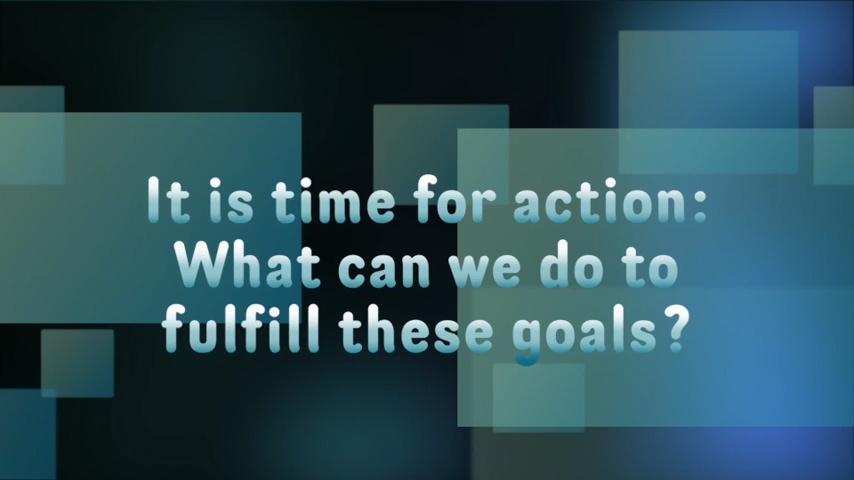 It is time for action:
What can we do to
fulfill these goals?